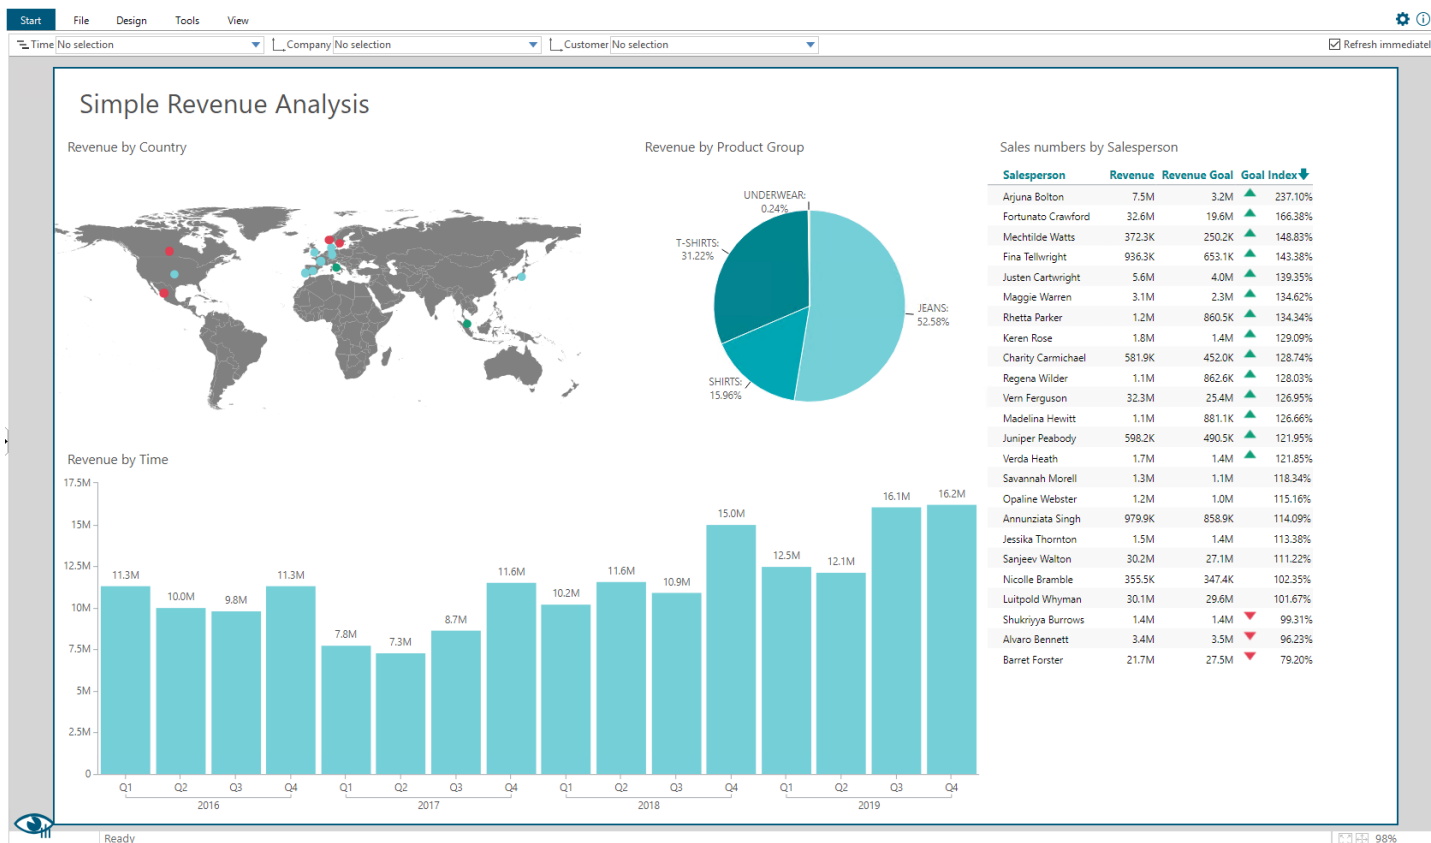 Start File Design Tools View
Time No selection Company No selection Customer No selection Refresh immediatel
Simple Revenue Analysis
Revenue by Country
Revenue by Product Group
UNDERWEAR:
0.24%
T-SHIRTS:
31.22%
JEANS:
52.58%
SHIRTS:
15.96%
Sales numbers by Salesperson
Salesperson Revenue Revenue Goal Goal Index
Arjuna Bolton 7.5M 3.2M 237.10%
Fortunato Crawford 32.6M 19.6M 166.38%
Mechtilde Watts 372.3K 250.2K 148.83%
Fina Tellwright 936.3K 653.1K 143.38%
Justen Cartwright 5.6M 4.0M 139.35%
Maggie Warren 3.1M 2.3M 134.62%
Rhetta Parker 1.2M 860.5K 134.34%
Keren Rose 1.8M 1.4M 129.09%
Charity Carmichael 581.9K 452.0K 128.74%
Regena Wilder 1.1M 862.6K 128.03%
Vern Ferguson 32.3M 25.4M 126.95%
Madelina Hewitt 1.1M 881.1K 126.66%
Juniper Peabody 598.2K 490.5K 121.95%
Verda Heath 1.7M 1.4M 121.85%
Savannah Morell 1.3M 1.1M 118.34%
Opaline Webster 1.2M 1.0M 115.16%
Annunziata Singh 979.9K 858.9K 114.09%
Jessika Thornton 1.5M 1.4M 113.38%
Sanjeev Walton 30.2M 27.1M 111.22%
Nicolle Bramble 355.5K 347.4K 102.35%
Luitpold Whyman 30.1M 29.6M 101.67%
Shukriyya Burrows 1.4M 1.4M 99.31%
Alvaro Bennett 3.4M 3.5M 96.23%
Barret Forster 21.7M 27.5M 79.20%
Revenue by Time
17.5M
15M
12.5M
10M
7.5M
5M
2.5M
0
11.3M 10.0M 9.8M 11.3M 7.8M 7.3M 8.7M 11.6M 10.2M 11.6M 10.9M 15.0M 12.5M 12.1M 16.1M 16.2M
Q1 Q2 Q3 Q4 Q1 Q2 Q3 Q4 Q1 Q2 Q3 Q4 Q1 Q2 Q3 Q4
2016 2017 2018 2019
Ready 98%